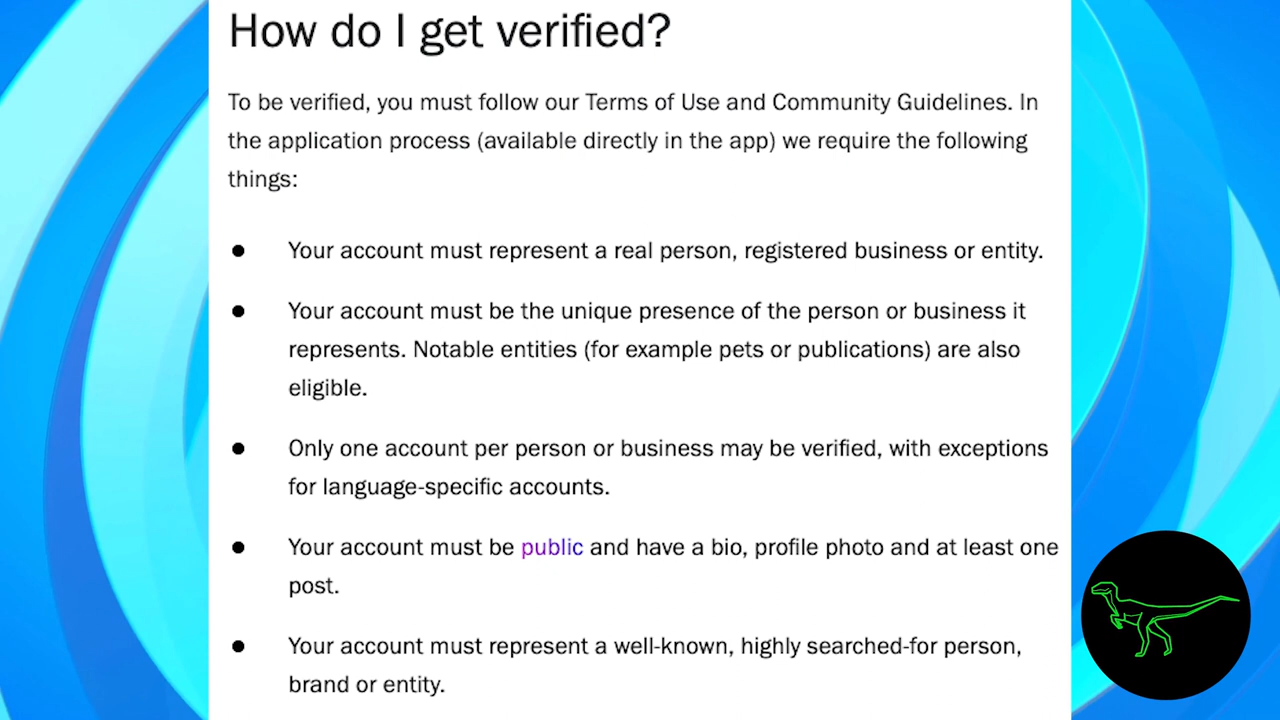 How do I get verified?
To be verified, you must follow our Terms of Use and Community Guidelines. In
the application process (available directly in the app) we require the following
things:
● Your account must represent a real person, registered business or entity.
● Your account must be the unique presence of the person or business it
represents. Notable entities (for example pets or publications) are also
eligible.
● Only one account per person or business may be verified, with exceptions
for language-specific accounts.
● Your account must be public and have a bio, profile photo and at least one
post.
● Your account must represent a well-known, highly searched-for person,
brand or entity.